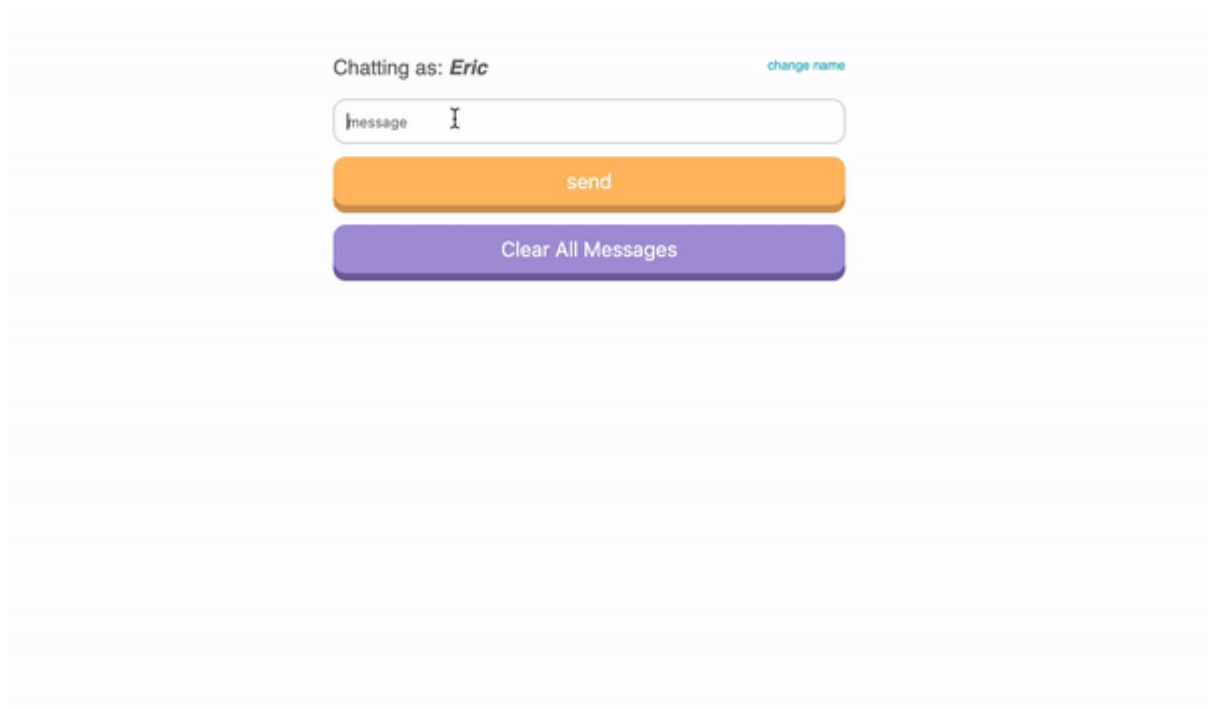 Chatting as: Eric
change name
message
send
Clear All Messages